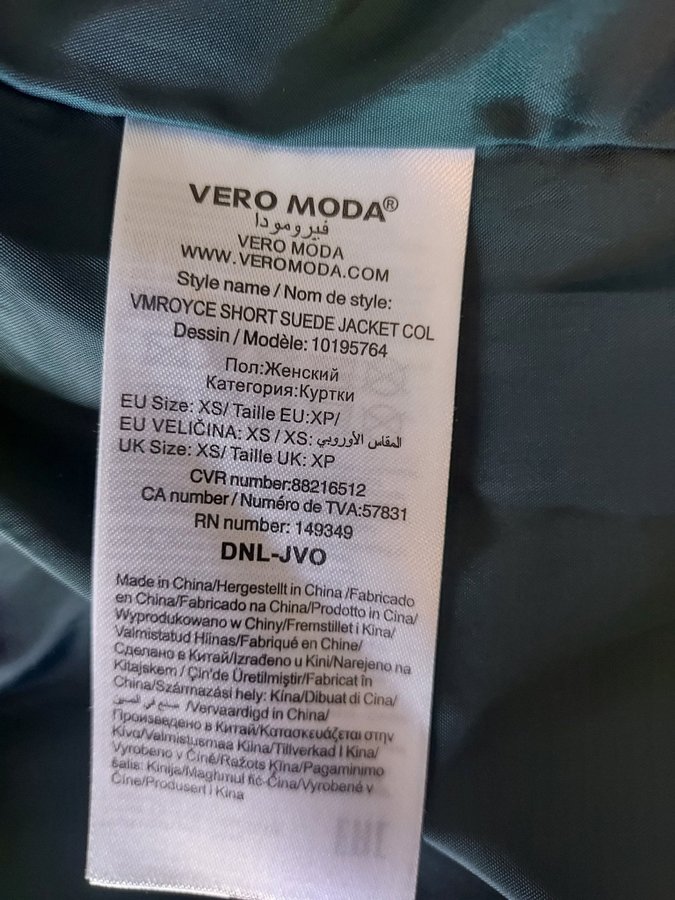 VERO MODA®
فيرومودا
VERO MODA
WWW.VEROMODA.COM
Style name / Nom de style:
VMROYCE SHORT SUEDE JACKET COL
Dessin / Modèle: 10195764
Пол:Женский
Категория:Куртки
EU Size: XS/ Taille EU:XP/
EU VELIČINA: XS / XS: المقاس الأوروبي
UK Size: XS/ Taille UK: XP
CVR number:88216512
CA number / Numéro de TVA:57831
RN number: 149349
DNL-JVO
Made in China/Hergestellt in China /Fabricado
en China/Fabricado na China/Prodotto in Cina/
Wyprodukowano w Chiny/Fremstillet i Kina/
Valmistatud Hiinas/Fabriqué en Chine/
Сделано в Китай/Izrađeno u Kini/Narejeno na
Kitajskem / Çin'de Üretilmiştir/Fabricat în
China/Származási hely: Kína/Dibuat di Cina/
صنع في الصين /Vervaardigd in China/
Произведено в Китай/Κατασκευάζεται στην
Κίνα/Valmistusmaa Kiina/Tillverkad I Kina/
Vyrobeno v Číně/Ražots Ķīna/Pagaminimo
šalis: Kinija/Magħmul fiċ-Ċina/Vyrobené v
Číne/Produsert i Kina